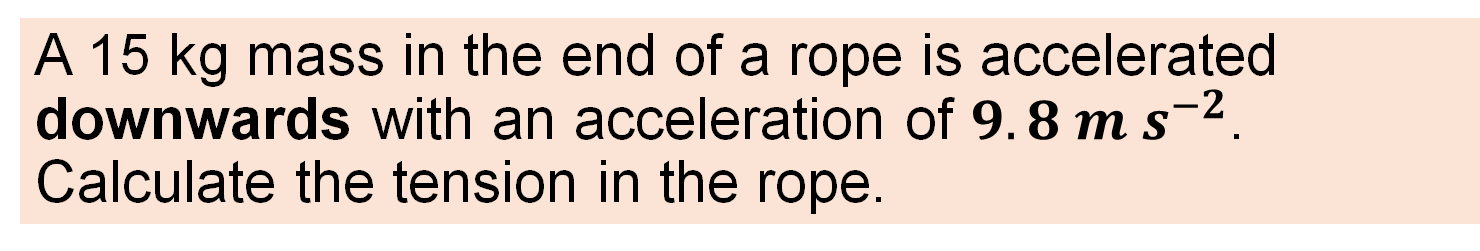 A 15 kg mass in the end of a rope is accelerated
downwards with an acceleration of 9.8 m s⁻².
Calculate the tension in the rope.